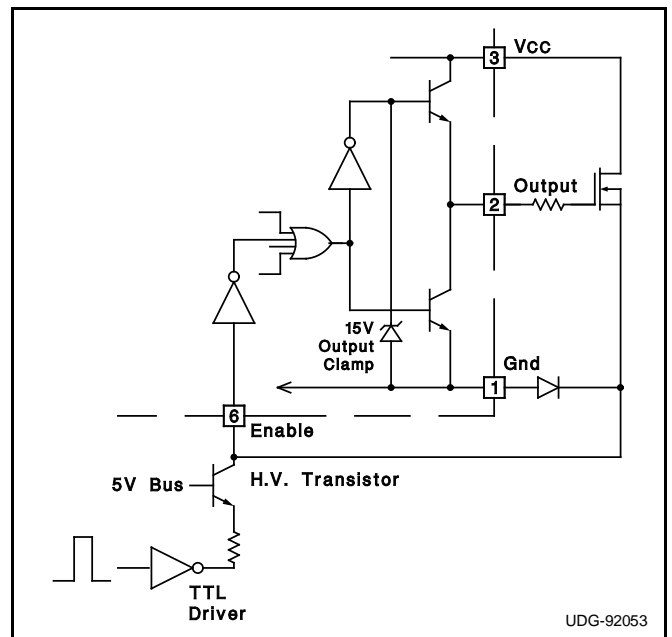 3
Vcc
Output
2
15V
Output
Clamp
Gnd
1
6
Enable
5V Bus
H.V. Transistor
TTL
Driver
UDG-92053